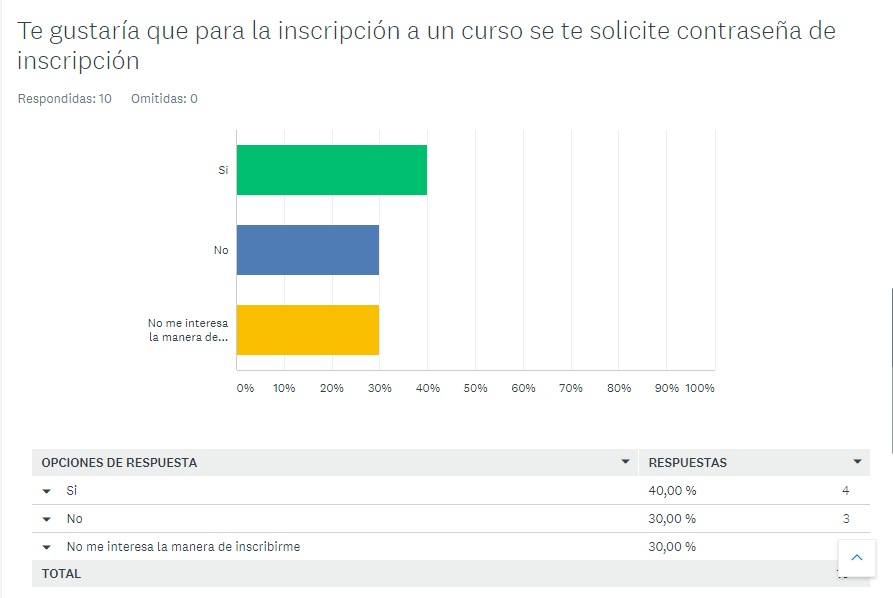 Te gustaría que para la inscripción a un curso se te solicite contraseña de
inscripción
Respondidas: 10 Omitidas: 0
Si
No
No me interesa
la manera de...
0% 10% 20% 30% 40% 50% 60% 70% 80% 90% 100%
OPCIONES DE RESPUESTA RESPUESTAS
Si 40,00 % 4
No 30,00 % 3
No me interesa la manera de inscribirme 30,00 %
TOTAL